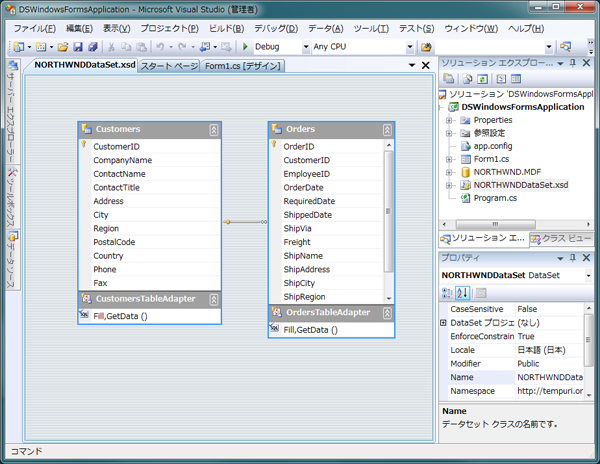 DSWindowsFormsApplication - Microsoft Visual Studio (管理者)
ファイル(F) 編集(E) 表示(V) プロジェクト(P) ビルド(B) デバッグ(D) データ(A) ツール(T) テスト(S) ウィンドウ(W) ヘルプ(H)
Debug Any CPU
サーバー エクスプローラー
ツールボックス
データ ソース
NORTHWNDDataSet.xsd スタート ページ Form1.cs [デザイン]
Customers
CustomerID
CompanyName
ContactName
ContactTitle
Address
City
Region
PostalCode
Country
Phone
Fax
CustomersTableAdapter
Fill,GetData ()
Orders
OrderID
CustomerID
EmployeeID
OrderDate
RequiredDate
ShippedDate
ShipVia
Freight
ShipName
ShipAddress
ShipCity
ShipRegion
OrdersTableAdapter
Fill,GetData ()
ソリューション エクスプロー...
ソリューション 'DSWindowsFormsAppl
DSWindowsFormsApplication
Properties
参照設定
app.config
Form1.cs
NORTHWND.MDF
NORTHWNDDataSet.xsd
Program.cs
ソリューション エ... クラス ビュー
プロパティ
NORTHWNDDataSet DataSet
CaseSensitive False
DataSet プロジェ (なし)
EnforceConstrain True
Locale 日本語 (日本)
Modifier Public
Name NORTHWNDData
Namespace http://tempuri.or
Name
データセット クラスの名前です。
コマンド